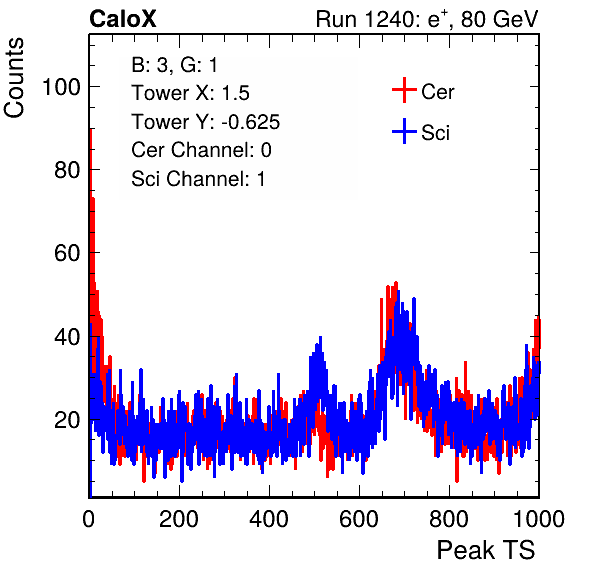 CaloX
Run 1240: e+, 80 GeV
Counts
B: 3, G: 1
Tower X: 1.5
Tower Y: -0.625
Cer Channel: 0
Sci Channel: 1
Cer
Sci
100
80
60
40
20
0 200 400 600 800 1000
Peak TS